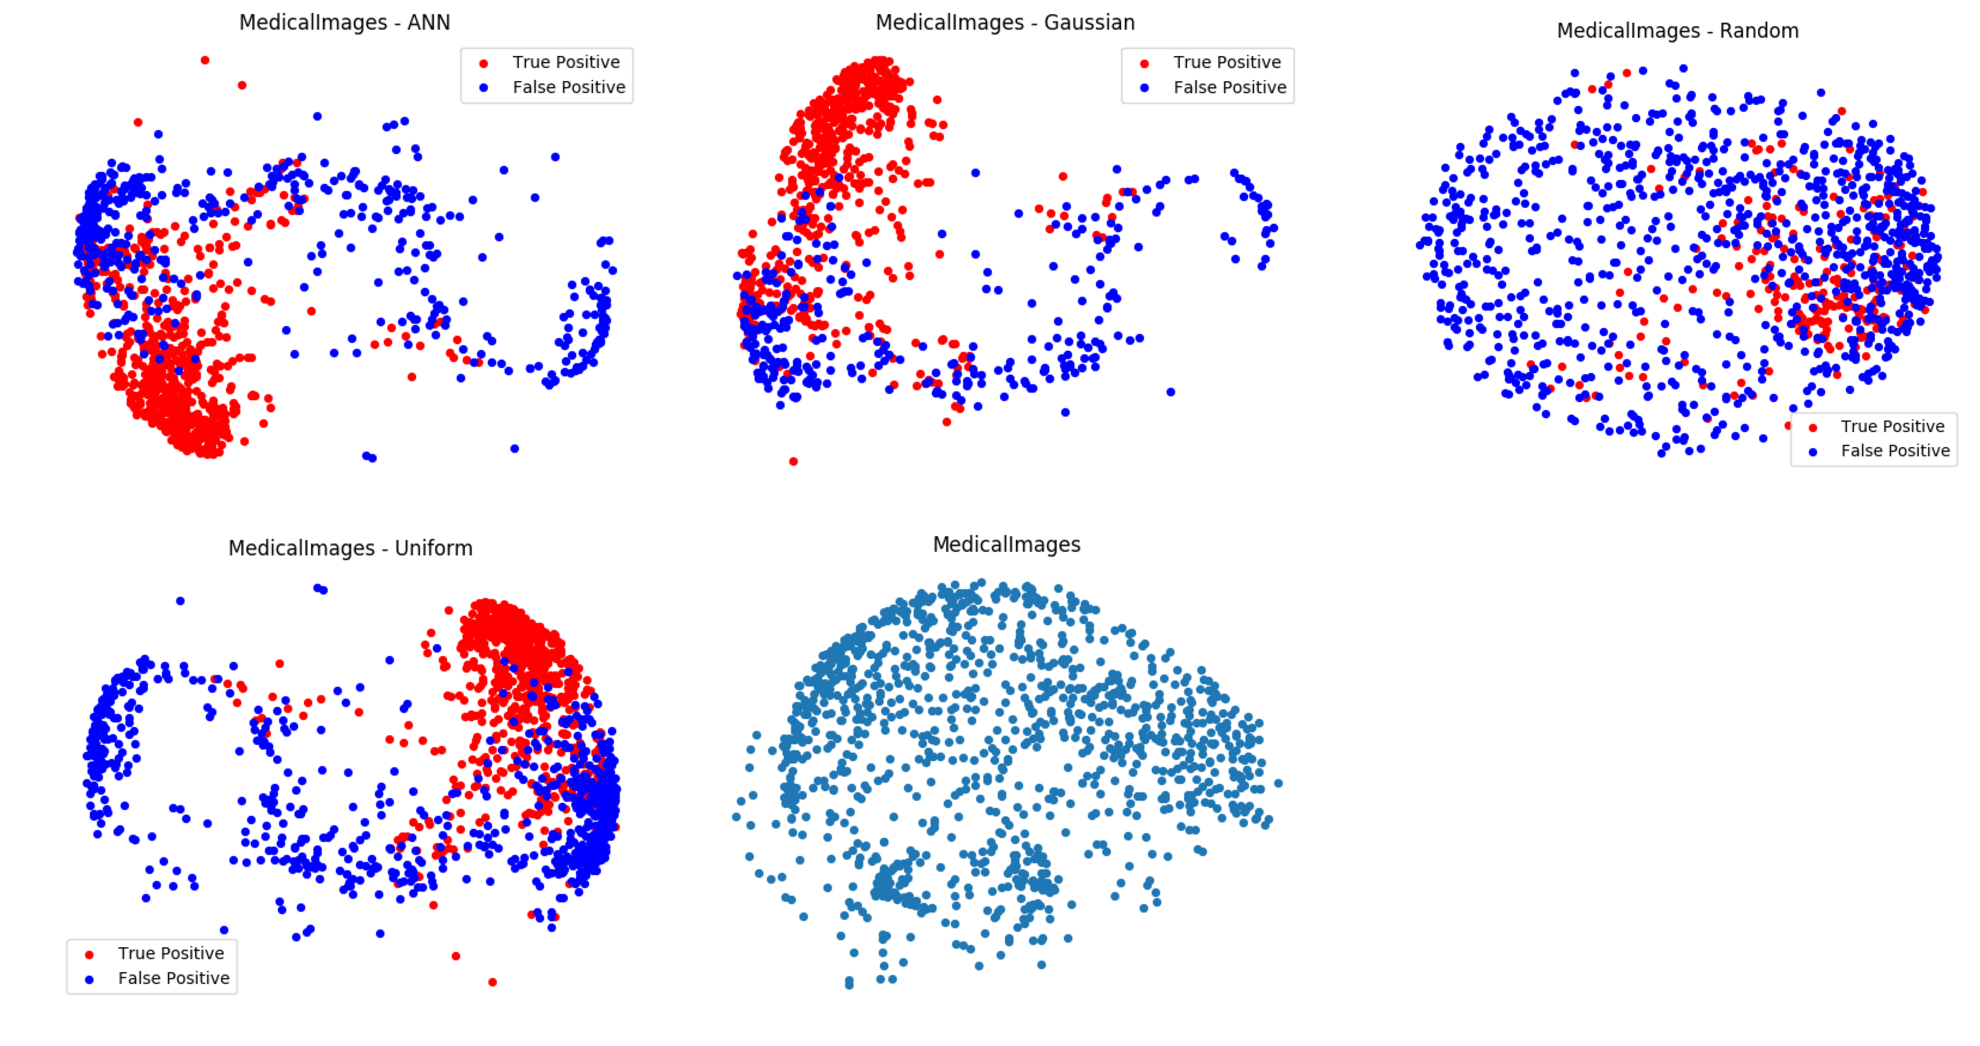 MedicalImages - ANN
True Positive
False Positive
MedicalImages - Gaussian
True Positive
False Positive
MedicalImages - Random
True Positive
False Positive
MedicalImages - Uniform
True Positive
False Positive
MedicalImages